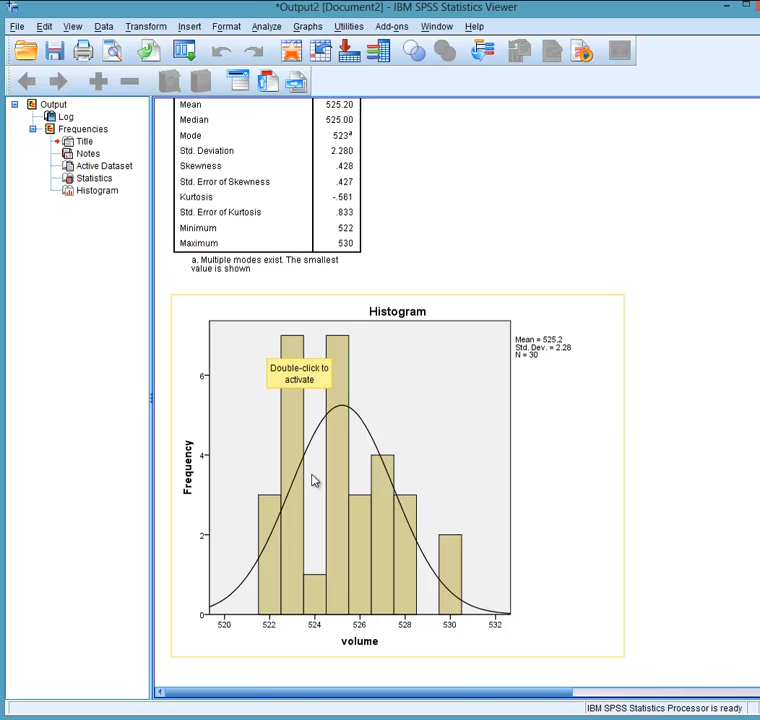 *Output2 [Document2] - IBM SPSS Statistics Viewer
File Edit View Data Transform Insert Format Analyze Graphs Utilities Add-ons Window Help
Output
Log
Frequencies
Title
Notes
Active Dataset
Statistics
Histogram
Mean 525.20
Median 525.00
Mode 523a
Std. Deviation 2.280
Skewness .428
Std. Error of Skewness .427
Kurtosis -.561
Std. Error of Kurtosis .833
Minimum 522
Maximum 530
a. Multiple modes exist. The smallest
value is shown
Histogram
Mean = 525.2
Std. Dev. = 2.28
N = 30
Double-click to
activate
Frequency
6
4
2
0
520 522 524 526 528 530 532
volume
IBM SPSS Statistics Processor is ready